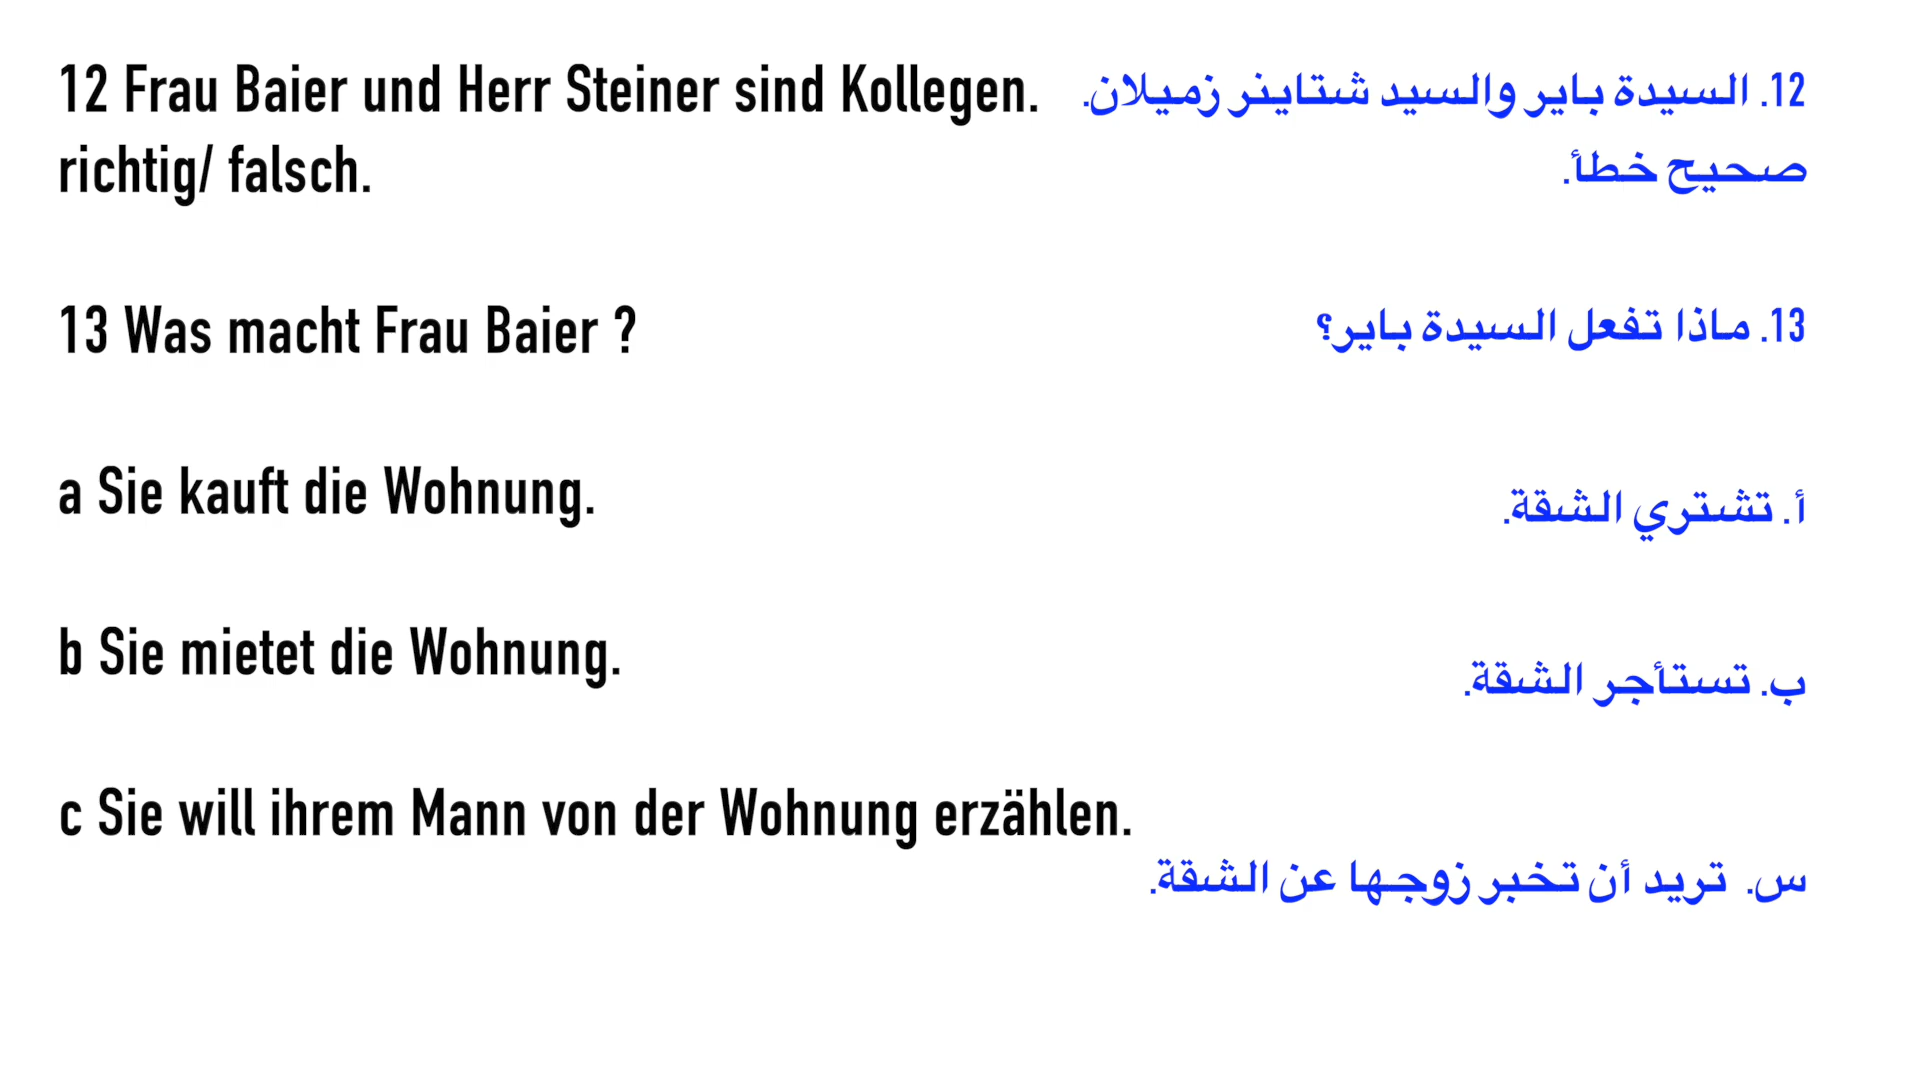 12 Frau Baier und Herr Steiner sind Kollegen.
richtig/ falsch.
12. السيدة باير والسيد شتاينر زميلان.
صحيح خطأ.
13 Was macht Frau Baier ?
13. ماذا تفعل السيدة باير؟
a Sie kauft die Wohnung.
أ. تشتري الشقة.
b Sie mietet die Wohnung.
ب. تستأجر الشقة.
c Sie will ihrem Mann von der Wohnung erzählen.
س. تريد أن تخبر زوجها عن الشقة.